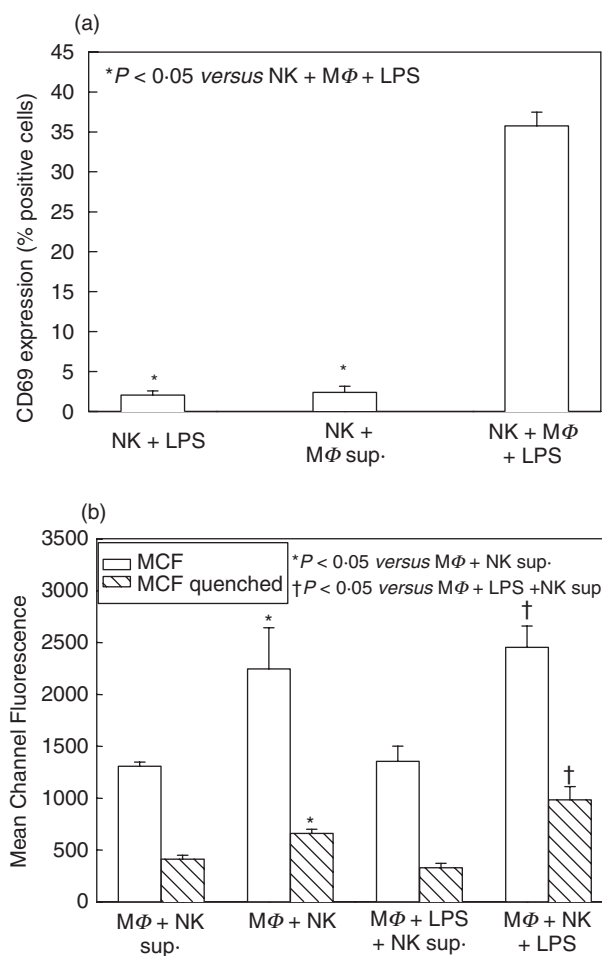 (a)
45
40
35
30
25
20
15
10
5
0
CD69 expression (% positive cells)
*P < 0·05 versus NK + MΦ + LPS
*
*
NK + LPS
NK +
MΦ sup·
NK + MΦ
+ LPS
(b)
3500
3000
2500
2000
1500
1000
500
0
Mean Channel Fluorescence
MCF
MCF quenched
*P < 0·05 versus MΦ + NK sup·
†P < 0·05 versus MΦ + LPS +NK sup
*
*
†
†
MΦ + NK
sup·
MΦ + NK
MΦ + LPS
+ NK sup·
MΦ + NK
+ LPS